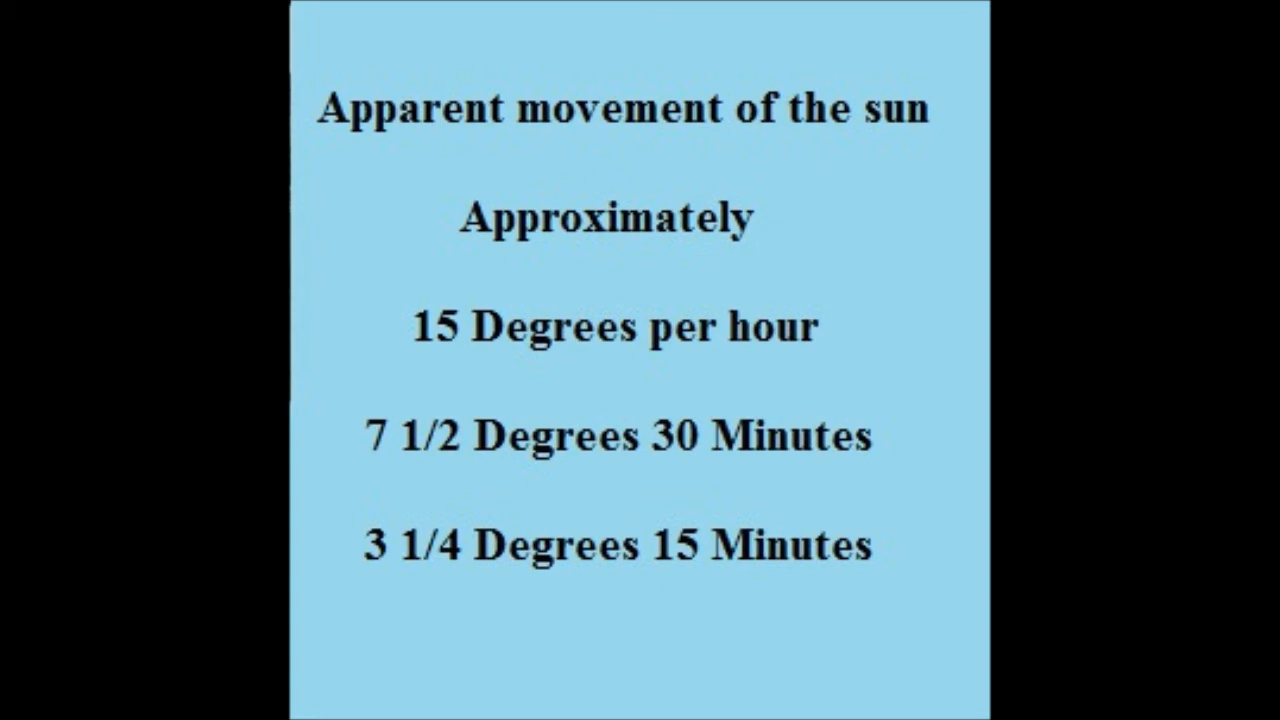 Apparent movement of the sun
Approximately
15 Degrees per hour
7 1/2 Degrees 30 Minutes
3 1/4 Degrees 15 Minutes